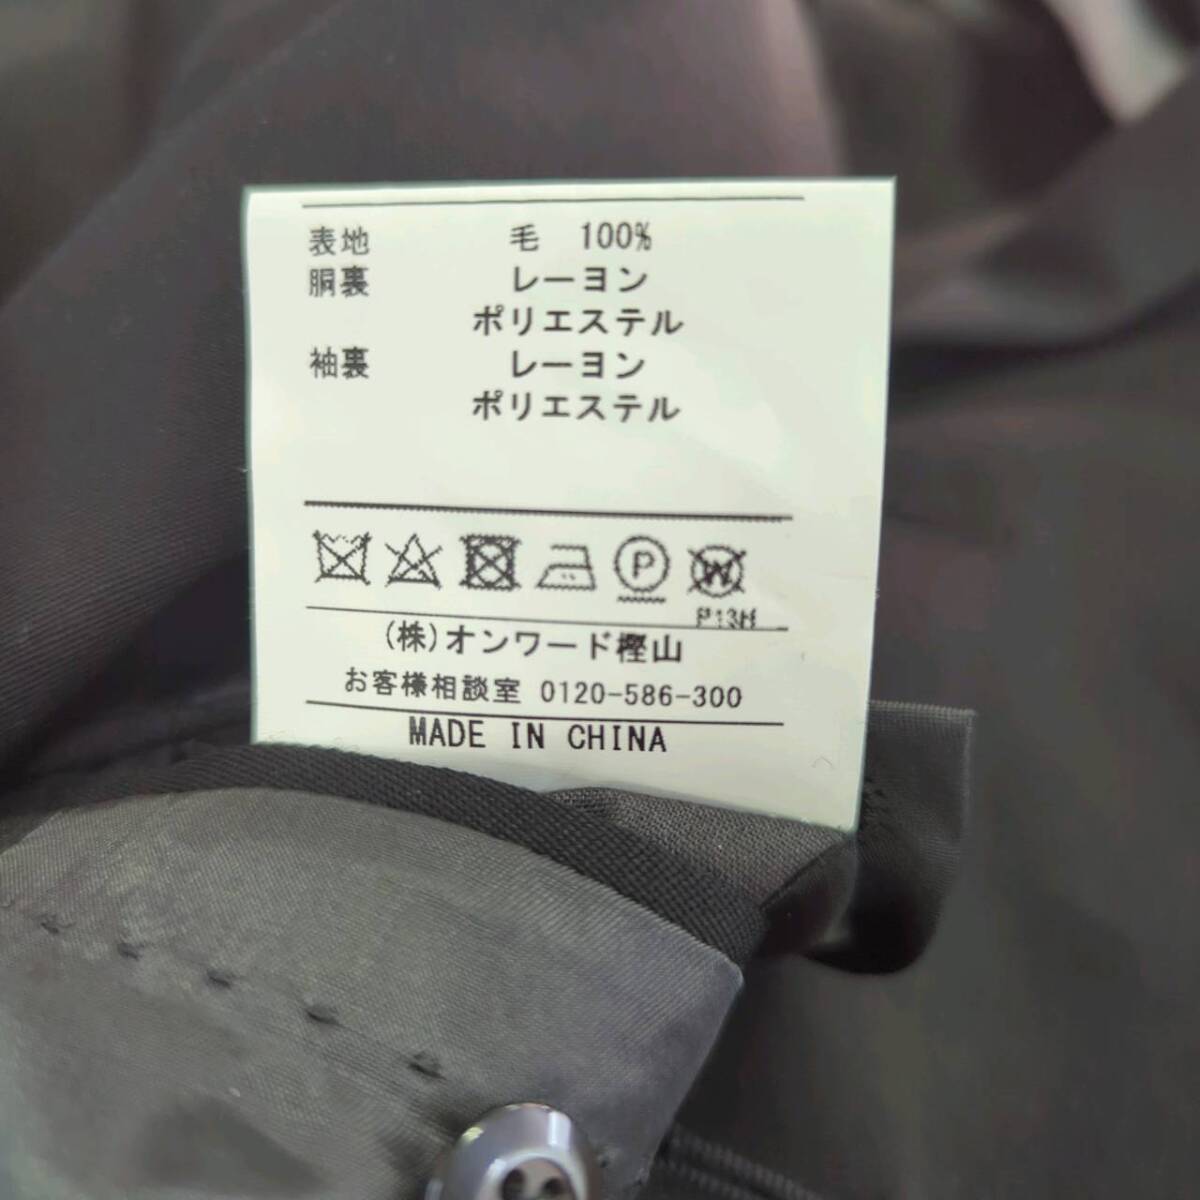 表地 毛 100%
胴裏 レーヨン
ポリエステル
袖裏 レーヨン
ポリエステル
P W
P13H
(株)オンワード樫山
お客様相談室 0120-586-300
MADE IN CHINA